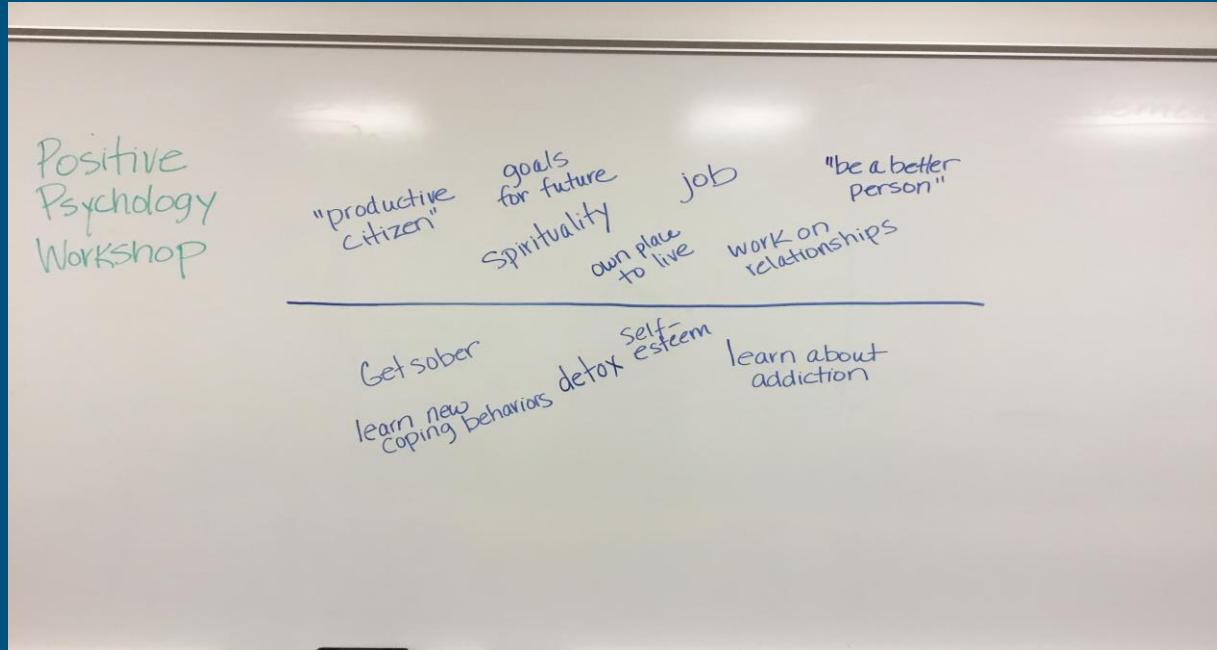 Positive
Psychology
Workshop
"productive
citizen"
goals
for future
Spirituality
job
own place
to live
"be a better
person"
work on
relationships
Get sober
learn new
coping behaviors
detox
self-
esteem
learn about
addiction